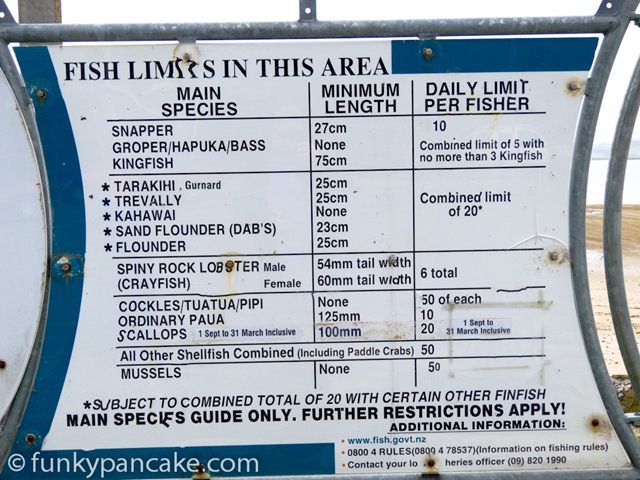 FISH LIMITS IN THIS AREA
MAIN SPECIES MINIMUM LENGTH DAILY LIMIT PER FISHER
SNAPPER 27cm 10
GROPER/HAPUKA/BASS None Combined limit of 5 with
KINGFISH 75cm no more than 3 Kingfish
* TARAKIHI . Gurnard 25cm
* TREVALLY 25cm Combined limit
* KAHAWAI None of 20*
* SAND FLOUNDER (DAB'S) 23cm
* FLOUNDER 25cm
SPINY ROCK LOBSTER Male 54mm tail width 6 total
(CRAYFISH) Female 60mm tail width
COCKLES/TUATUA/PIPI None 50 of each
ORDINARY PAUA 125mm 10
SCALLOPS 1 Sept to 31 March Inclusive 100mm 20 1 Sept to 31 March Inclusive
All Other Shellfish Combined (Including Paddle Crabs) 50
MUSSELS None 50
*SUBJECT TO COMBINED TOTAL OF 20 WITH CERTAIN OTHER FINFISH
MAIN SPECIES GUIDE ONLY. FURTHER RESTRICTIONS APPLY!
ADDITIONAL INFORMATION:
• www.fish.govt.nz
• 0800 4 RULES(0800 4 78537)(Information on fishing rules)
• Contact your lo heries officer (09) 820 1990
© funkypancake.com